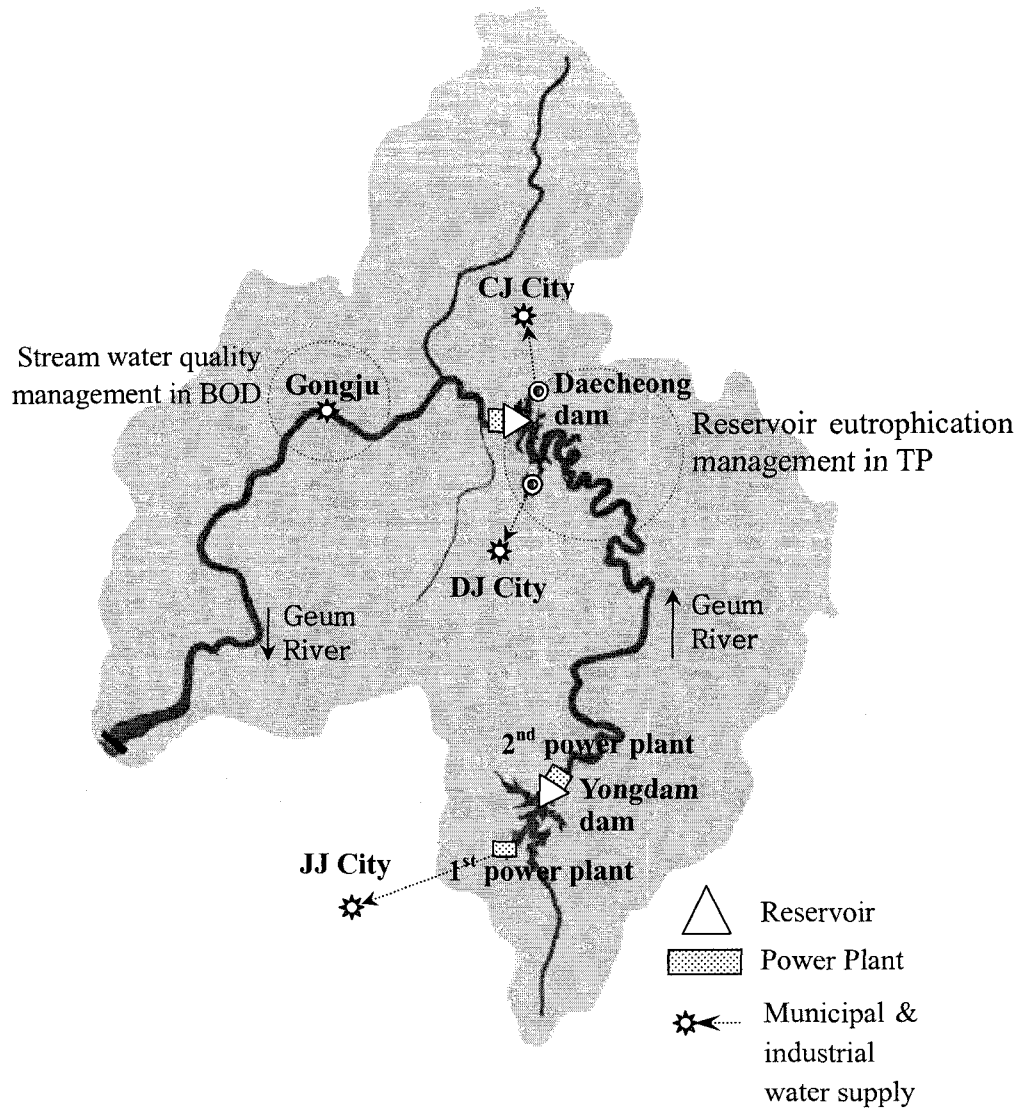 CJ City
Stream water quality
management in BOD
Gongju
Daecheong
dam
Reservoir eutrophication
management in TP
DJ City
Geum
River
Geum
River
2nd power plant
Yongdam
dam
JJ City
1st power plant
Reservoir
Power Plant
Municipal &
industrial
water supply